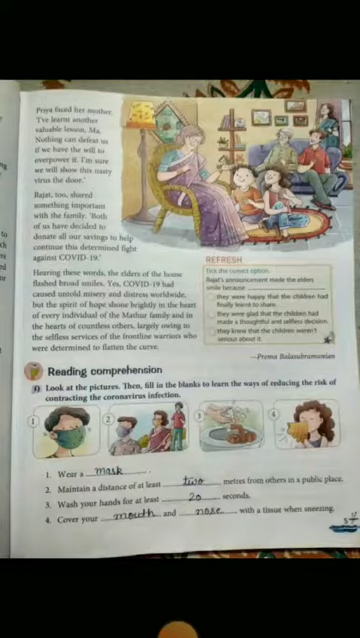 Priya faced her mother.
'I've learnt another
valuable lesson, Ma.
Nothing can defeat us
if we have the will to
overpower it. I'm sure
we will show this nasty
virus the door.'
Rajat, too, shared
something important
with the family. 'Both
of us have decided to
donate all our savings to help
continue this determined fight
against COVID-19.'
Hearing these words, the elders of the home
flashed broad smiles. Yes, COVID-19 had
caused untold misery and distress worldwide,
but the spirit of hope shone brightly in the heart
of every individual of the Mathur family and in
the hearts of countless others, largely owing to
the selfless services of the frontline warriors who
were determined to flatten the curve.
REFRESH
Tick the correct option.
Rajat's announcement made the elders
smile because
they were happy that the children had
finally learnt to share.
they were glad that the children had
made a thoughtful and selfless decision.
they knew that the children weren't
serious about it.
—Prema Balasubramanian
Reading comprehension
Look at the pictures. Then, fill in the blanks to learn the ways of reducing the risk of
contracting the coronavirus infection.
1 2 3 4
1. Wear a mask.
2. Maintain a distance of at least two metres from others in a public place.
3. Wash your hands for at least 20 seconds.
4. Cover your mouth and nose with a tissue when sneezing.